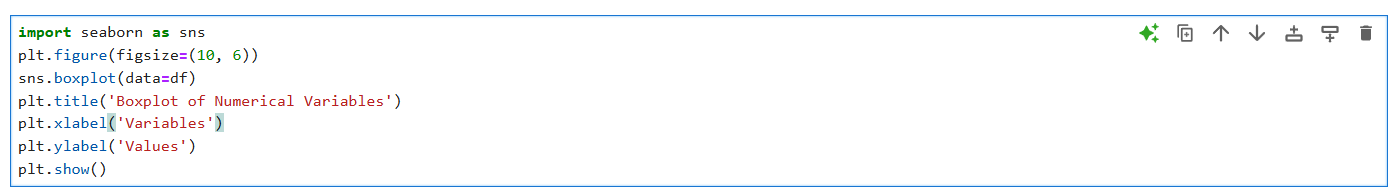 import seaborn as sns
plt.figure(figsize=(10, 6))
sns.boxplot(data=df)
plt.title('Boxplot of Numerical Variables')
plt.xlabel('Variables')
plt.ylabel('Values')
plt.show()